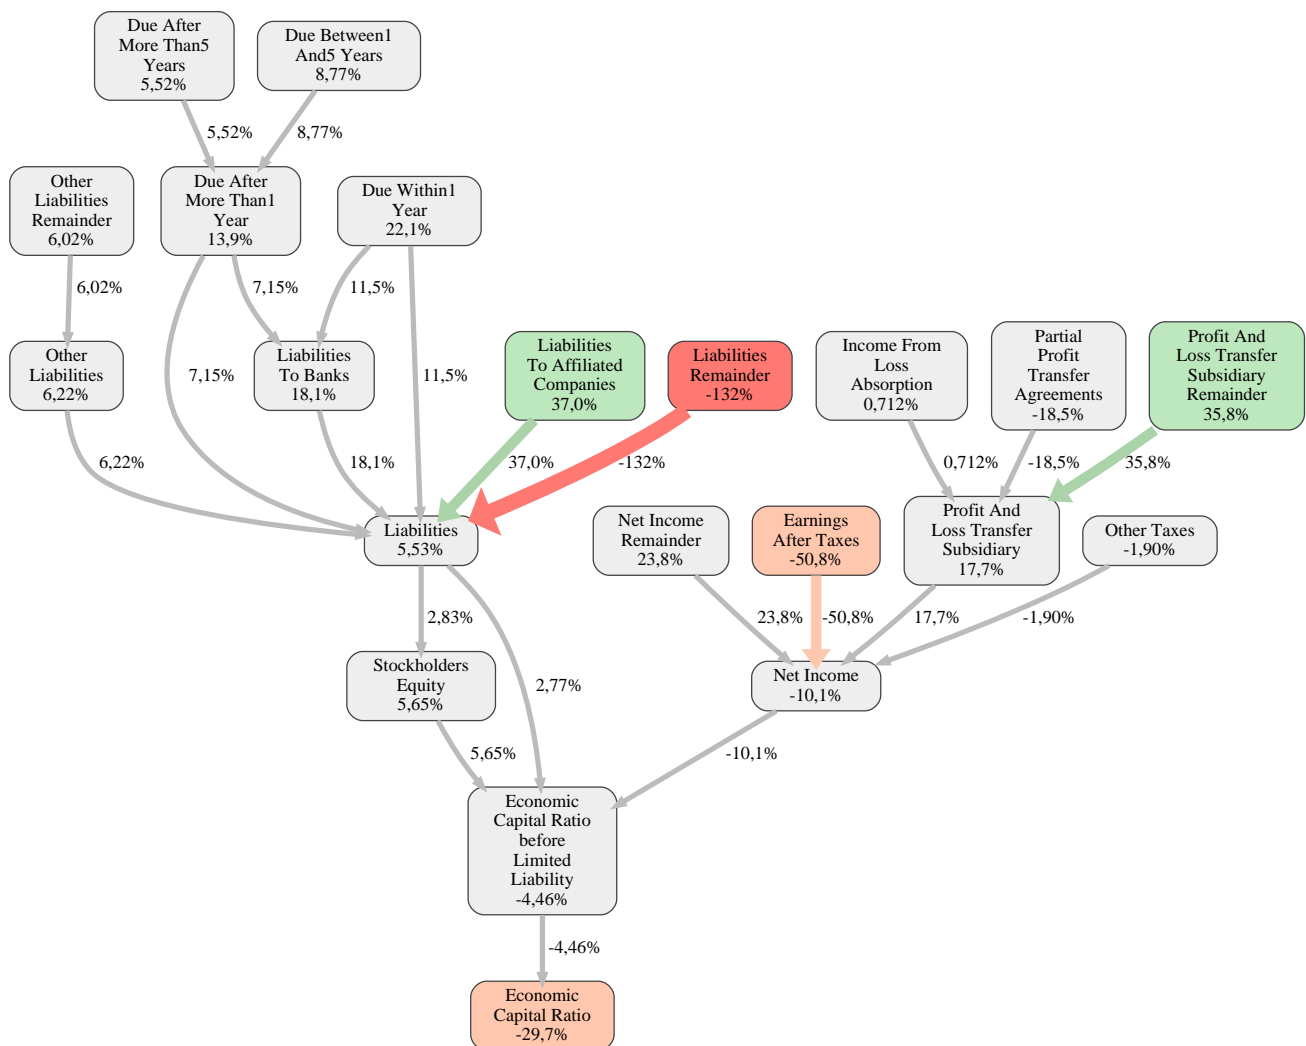 Due After
More Than5
Years
5,52%
Due Between1
And5 Years
8,77%
5,52%
8,77%
Other
Liabilities
Remainder
6,02%
Due After
More Than1
Year
13,9%
Due Within1
Year
22,1%
6,02%
7,15%
11,5%
Other
Liabilities
6,22%
7,15%
Liabilities
To Banks
18,1%
11,5%
Liabilities
To Affiliated
Companies
37,0%
Liabilities
Remainder
-132%
Income From
Loss
Absorption
0,712%
Partial
Profit
Transfer
Agreements
-18,5%
Profit And
Loss Transfer
Subsidiary
Remainder
35,8%
6,22%
18,1%
37,0%
-132%
0,712%
-18,5%
35,8%
Liabilities
5,53%
Net Income
Remainder
23,8%
Earnings
After Taxes
-50,8%
Profit And
Loss Transfer
Subsidiary
17,7%
Other Taxes
-1,90%
2,83%
23,8%
-50,8%
17,7%
-1,90%
Stockholders
Equity
5,65%
2,77%
Net Income
-10,1%
5,65%
-10,1%
Economic
Capital Ratio
before
Limited
Liability
-4,46%
-4,46%
Economic
Capital Ratio
-29,7%